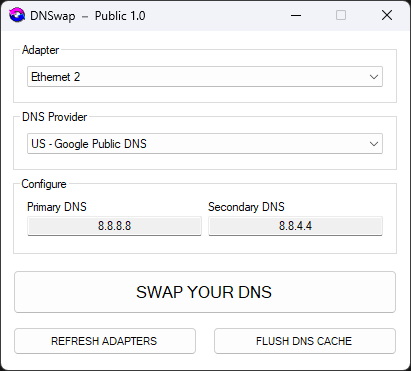 DNSwap – Public 1.0
Adapter
Ethernet 2
DNS Provider
US - Google Public DNS
Configure
Primary DNS Secondary DNS
8.8.8.8 8.8.4.4
SWAP YOUR DNS
REFRESH ADAPTERS FLUSH DNS CACHE